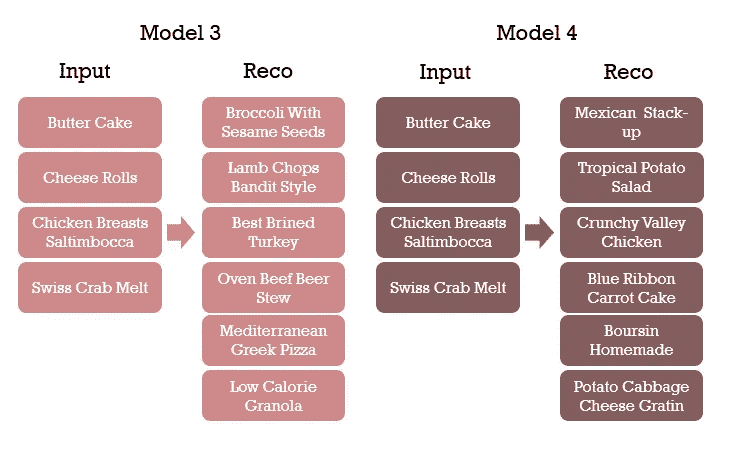 Model 3
Input
Reco
Butter Cake
Cheese Rolls
Chicken Breasts
Saltimbocca
Swiss Crab Melt
Broccoli With
Sesame Seeds
Lamb Chops
Bandit Style
Best Brined
Turkey
Oven Beef Beer
Stew
Mediterranean
Greek Pizza
Low Calorie
Granola
Model 4
Input
Reco
Butter Cake
Cheese Rolls
Chicken Breasts
Saltimbocca
Swiss Crab Melt
Mexican Stack-
up
Tropical Potato
Salad
Crunchy Valley
Chicken
Blue Ribbon
Carrot Cake
Boursin
Homemade
Potato Cabbage
Cheese Gratin